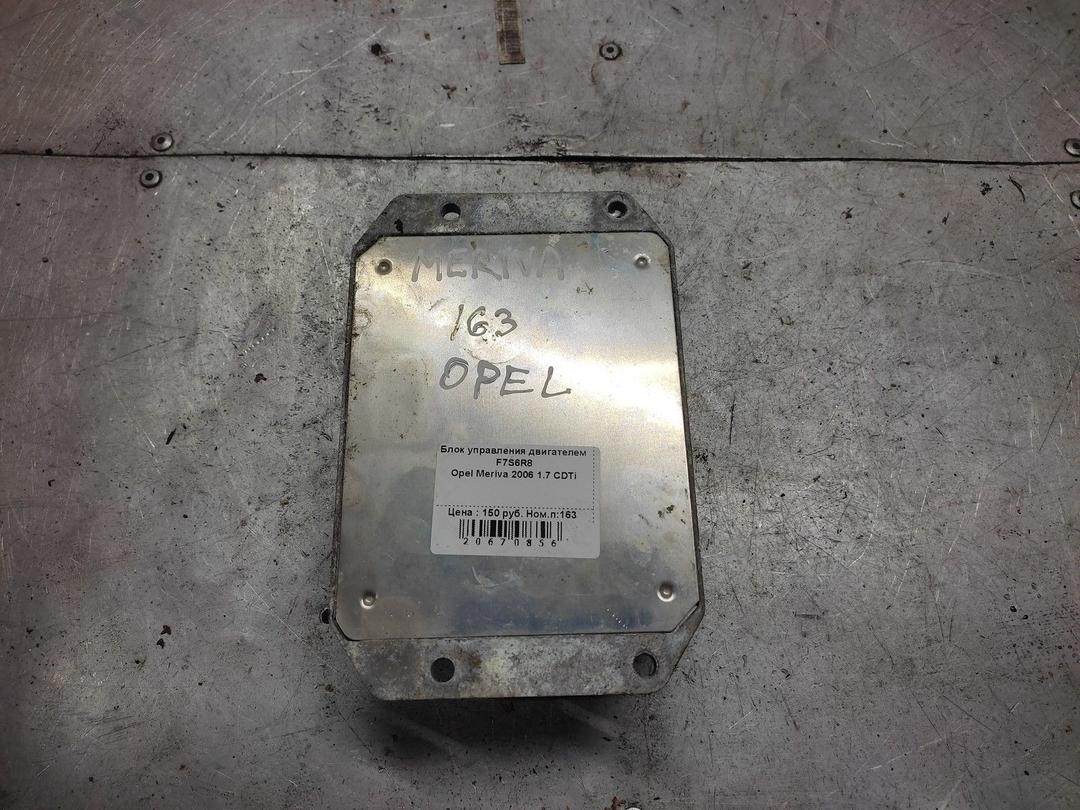 MERIVA
163
OPEL
Блок управления двигателем
F7S6R8
Opel Meriva 2006 1.7 CDTi
Цена : 150 руб. Ном.п:163
20670856